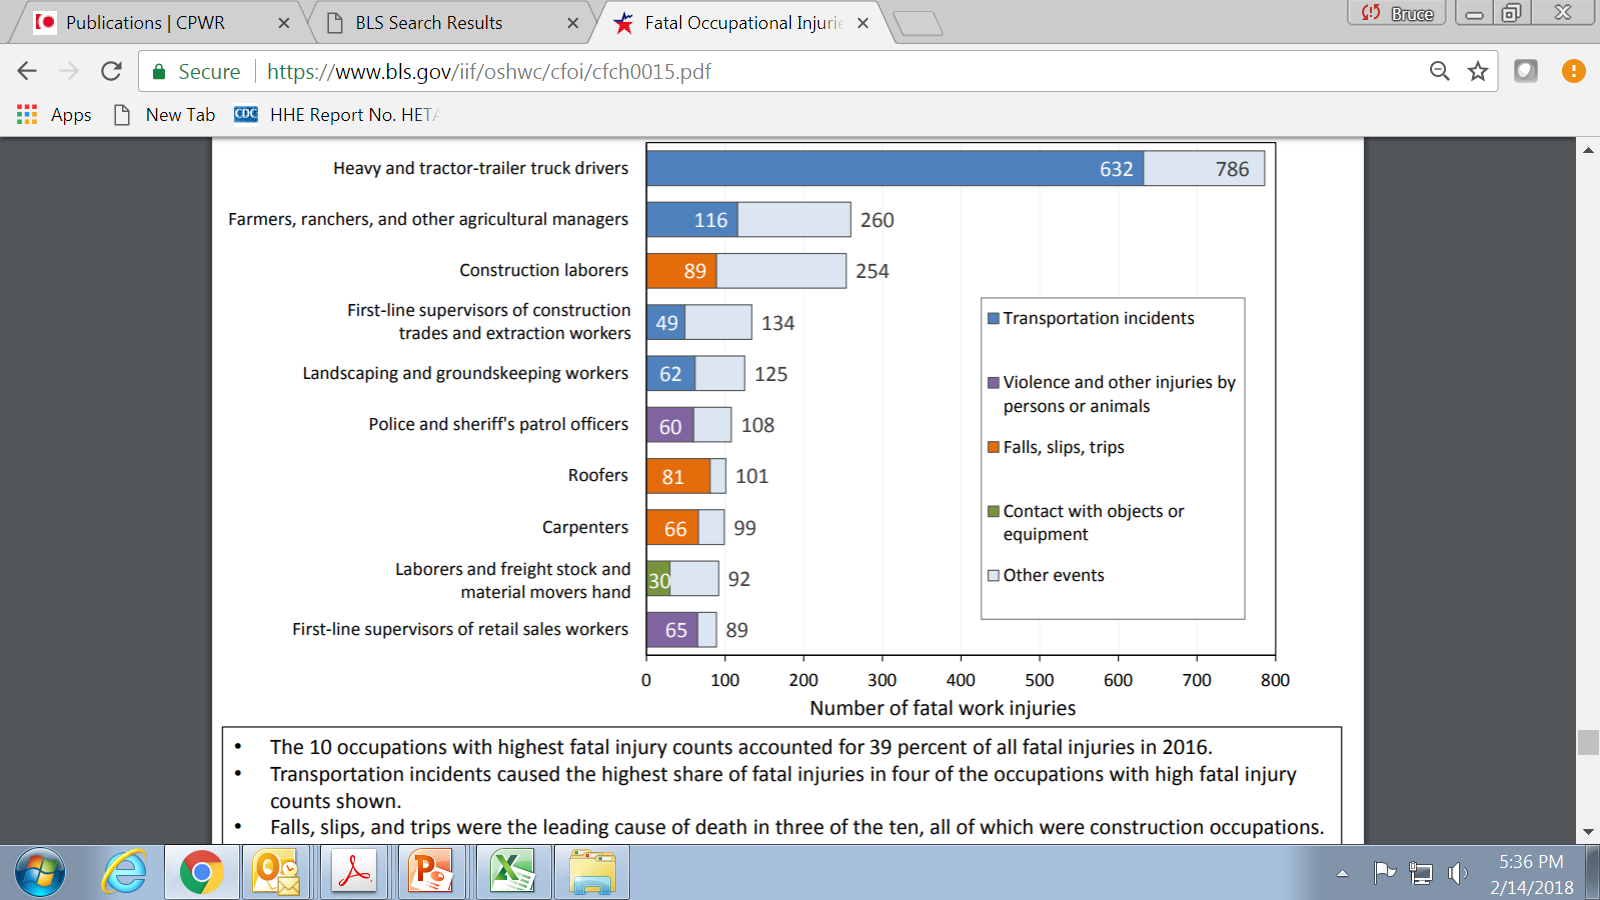 Publications | CPWR
BLS Search Results
Fatal Occupational Injurie
Bruce
Secure
https://www.bls.gov/iif/oshwc/cfoi/cfch0015.pdf
Apps
New Tab
CDC
HHE Report No. HETA
Heavy and tractor-trailer truck drivers
632
786
Farmers, ranchers, and other agricultural managers
116
260
Construction laborers
89
254
First-line supervisors of construction
trades and extraction workers
49
134
Landscaping and groundskeeping workers
62
125
Police and sheriff's patrol officers
60
108
Roofers
81
101
Carpenters
66
99
Laborers and freight stock and
material movers hand
30
92
First-line supervisors of retail sales workers
65
89
Transportation incidents
Violence and other injuries by
persons or animals
Falls, slips, trips
Contact with objects or
equipment
Other events
0 100 200 300 400 500 600 700 800
Number of fatal work injuries
• The 10 occupations with highest fatal injury counts accounted for 39 percent of all fatal injuries in 2016.
• Transportation incidents caused the highest share of fatal injuries in four of the occupations with high fatal injury
counts shown.
• Falls, slips, and trips were the leading cause of death in three of the ten, all of which were construction occupations.
5:36 PM
2/14/2018